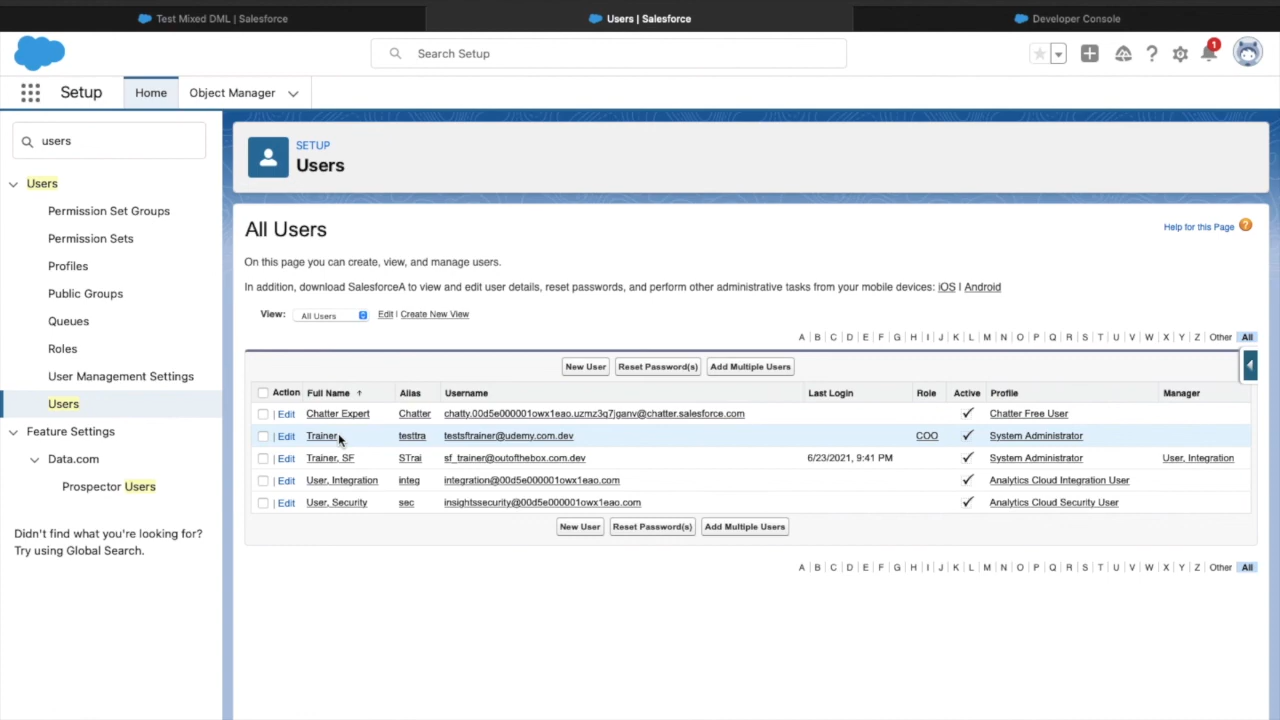 Test Mixed DML | Salesforce
Users | Salesforce
Developer Console
Search Setup
1
Setup
Home
Object Manager
users
Users
Permission Set Groups
Permission Sets
Profiles
Public Groups
Queues
Roles
User Management Settings
Users
Feature Settings
Data.com
Prospector Users
Didn't find what you're looking for?
Try using Global Search.
SETUP
Users
All Users
Help for this Page ?
On this page you can create, view, and manage users.
In addition, download SalesforceA to view and edit user details, reset passwords, and perform other administrative tasks from your mobile devices: iOS | Android
View: All Users Edit | Create New View
A | B | C | D | E | F | G | H | I | J | K | L | M | N | O | P | Q | R | S | T | U | V | W | X | Y | Z | Other All
New User Reset Password(s) Add Multiple Users
Action Full Name ↑ Alias Username Last Login Role Active Profile Manager
| Edit Chatter Expert Chatter chatty.00d5e000001owx1eao.uzmz3q7jganv@chatter.salesforce.com Chatter Free User
| Edit Trainer testtra testsftrainer@udemy.com.dev COO System Administrator
| Edit Trainer, SF STrai sf_trainer@outofthebox.com.dev 6/23/2021, 9:41 PM System Administrator User, Integration
| Edit User, Integration integ integration@00d5e000001owx1eao.com Analytics Cloud Integration User
| Edit User, Security sec insightssecurity@00d5e000001owx1eao.com Analytics Cloud Security User
New User Reset Password(s) Add Multiple Users
A | B | C | D | E | F | G | H | I | J | K | L | M | N | O | P | Q | R | S | T | U | V | W | X | Y | Z | Other All